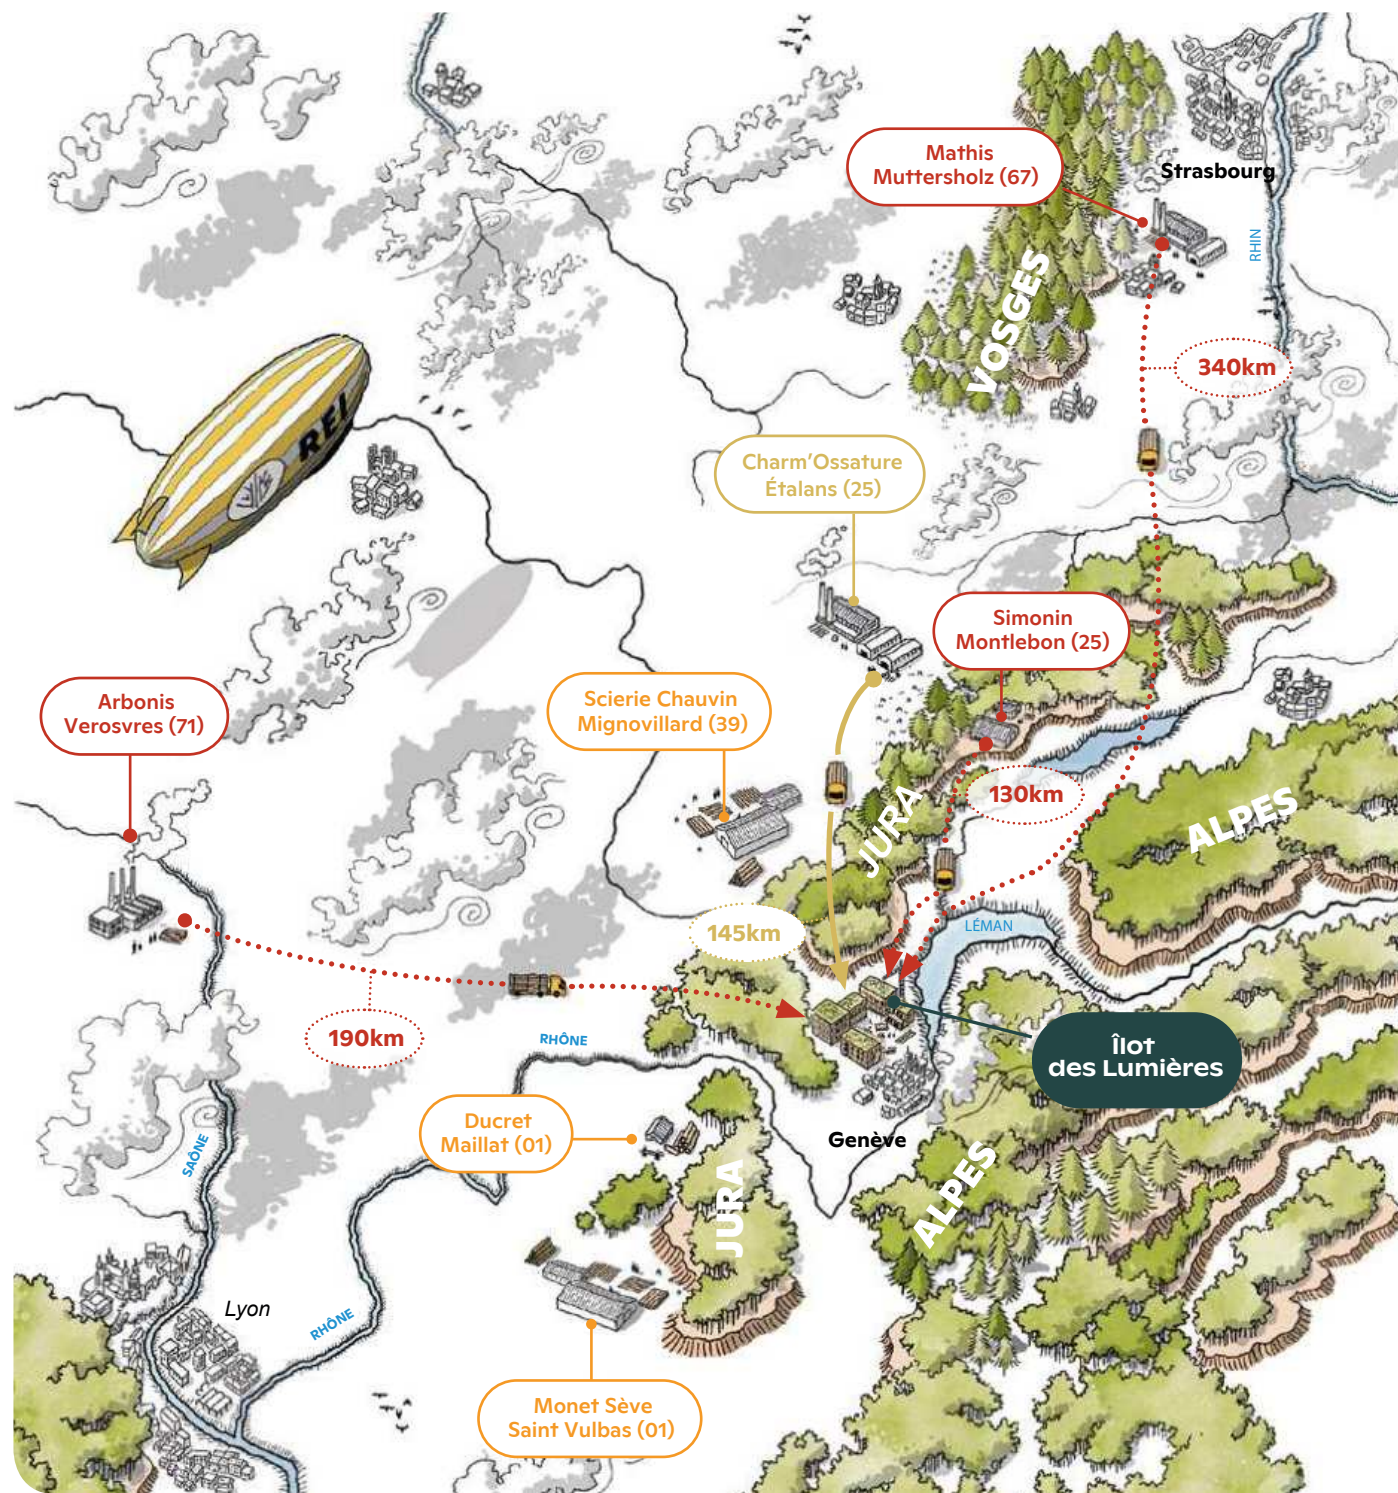 Mathis
Muttersholz (67)
Strasbourg
RHIN
VOSGES
340km
REI
Charm'Ossature
Étalans (25)
Simonin
Montlebon (25)
Arbonis
Verosvres (71)
Scierie Chauvin
Mignovillard (39)
130km
JURA
ALPES
145km
LÉMAN
190km
RHÔNE
Îlot
des Lumières
Ducret
Maillat (01)
Genève
SAÔNE
JURA
ALPES
Lyon
RHÔNE
Monet Sève
Saint Vulbas (01)